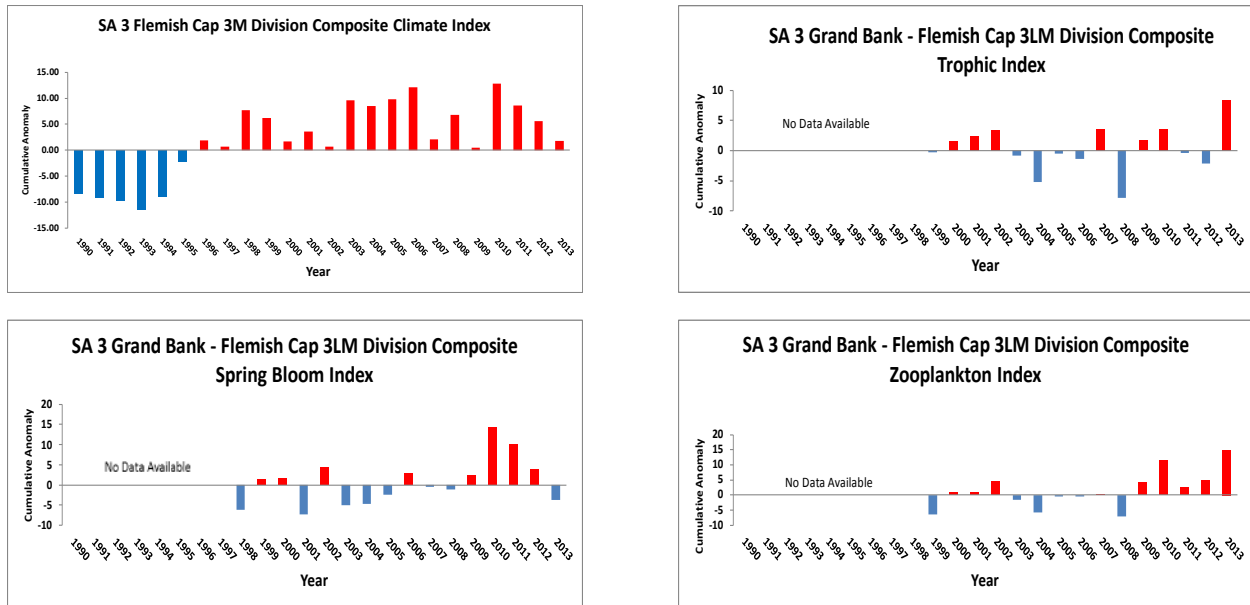 SA 3 Flemish Cap 3M Division Composite Climate Index
Cumulative Anomaly
15.00
10.00
5.00
0.00
-5.00
-10.00
-15.00
1990 1991 1992 1993 1994 1995 1996 1997 1998 1999 2000 2001 2002 2003 2004 2005 2006 2007 2008 2009 2010 2011 2012 2013
Year
SA 3 Grand Bank - Flemish Cap 3LM Division Composite
Trophic Index
Cumulative Anomaly
10
5
0
-5
-10
No Data Available
1990 1991 1992 1993 1994 1995 1996 1997 1998 1999 2000 2001 2002 2003 2004 2005 2006 2007 2008 2009 2010 2011 2012 2013
Year
SA 3 Grand Bank - Flemish Cap 3LM Division Composite
Spring Bloom Index
Cumulative Anomaly
20
15
10
5
0
-5
-10
No Data Available
1990 1991 1992 1993 1994 1995 1996 1997 1998 1999 2000 2001 2002 2003 2004 2005 2006 2007 2008 2009 2010 2011 2012 2013
Year
SA 3 Grand Bank - Flemish Cap 3LM Division Composite
Zooplankton Index
Cumulative Anomaly
20
15
10
5
0
-5
-10
No Data Available
1990 1991 1992 1993 1994 1995 1996 1997 1998 1999 2000 2001 2002 2003 2004 2005 2006 2007 2008 2009 2010 2011 2012 2013
Year